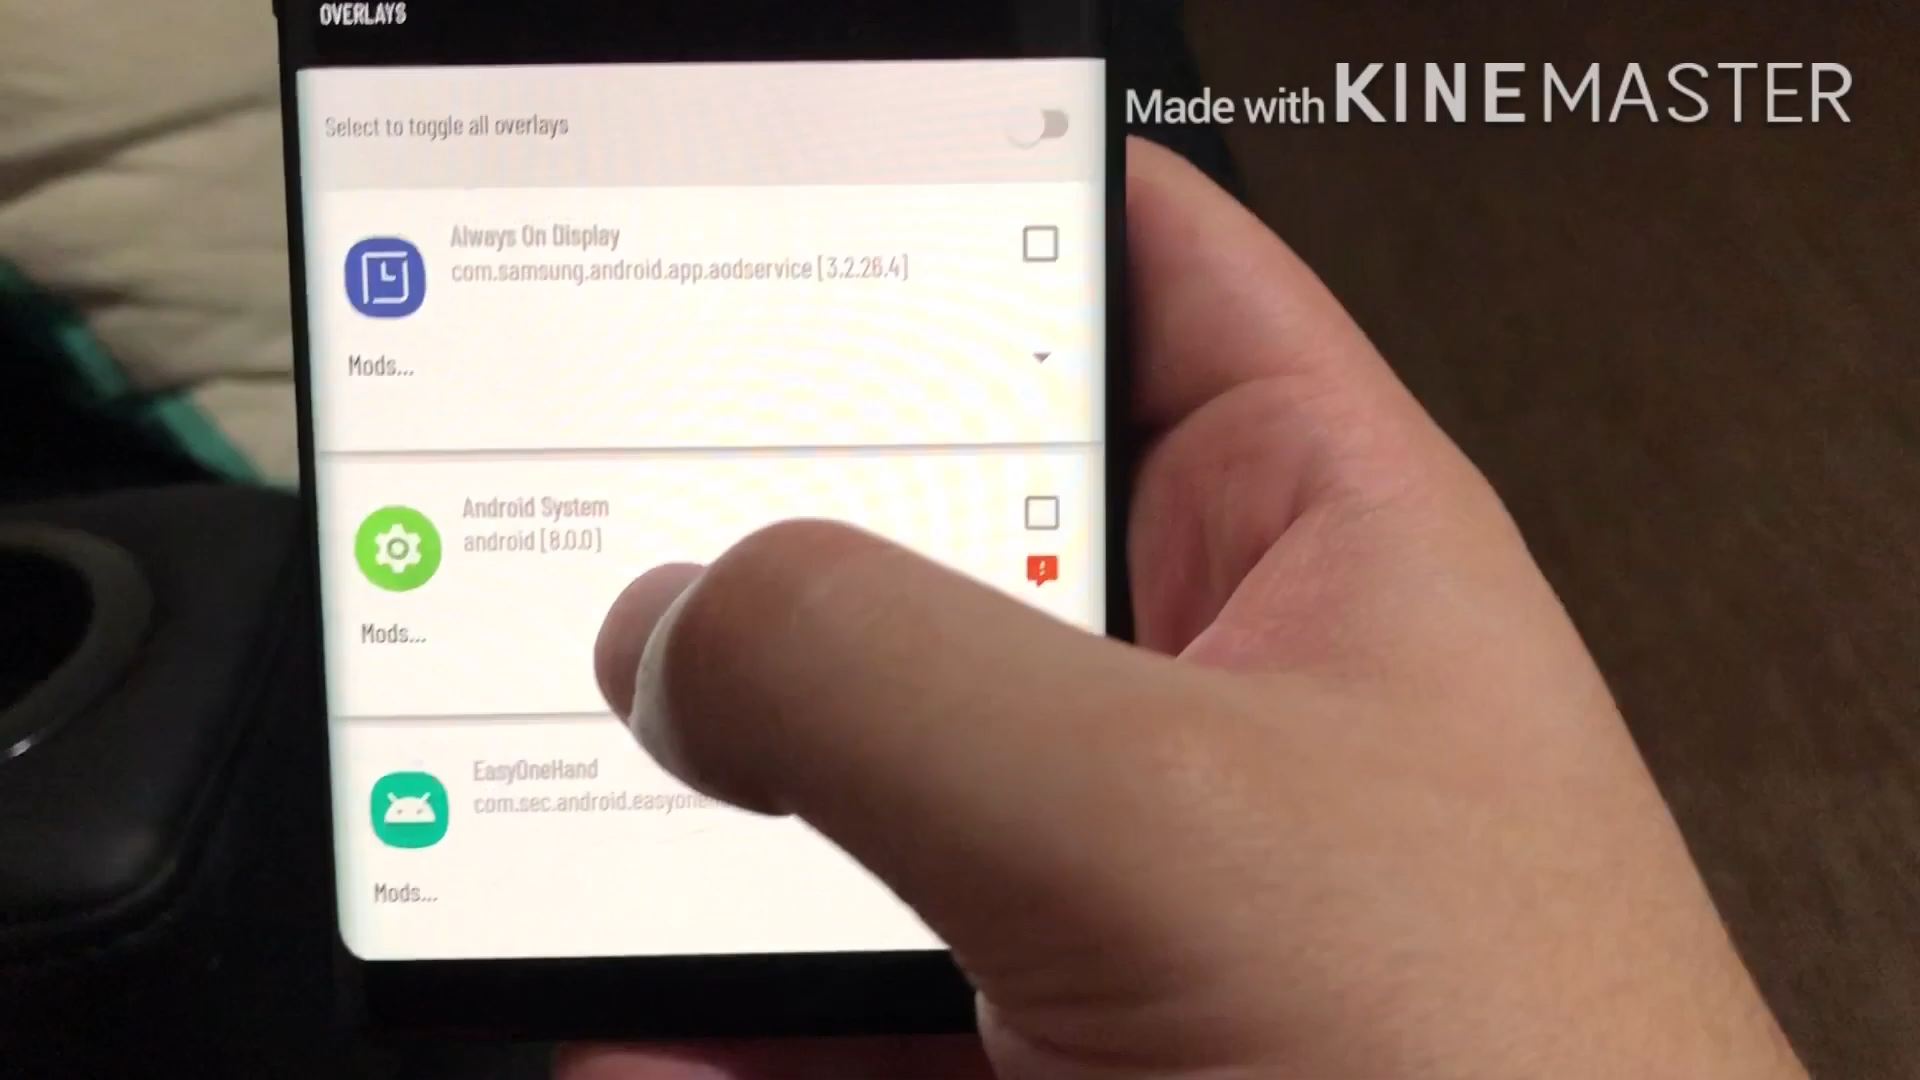 OVERLAYS
Made with KINEMASTER
Select to toggle all overlays
Always On Display
com.samsung.android.app.aodservice [3.2.26.4]
Mods...
Android System
android [8.0.0]
Mods...
EasyOneHand
com.sec.android.easyone
Mods...